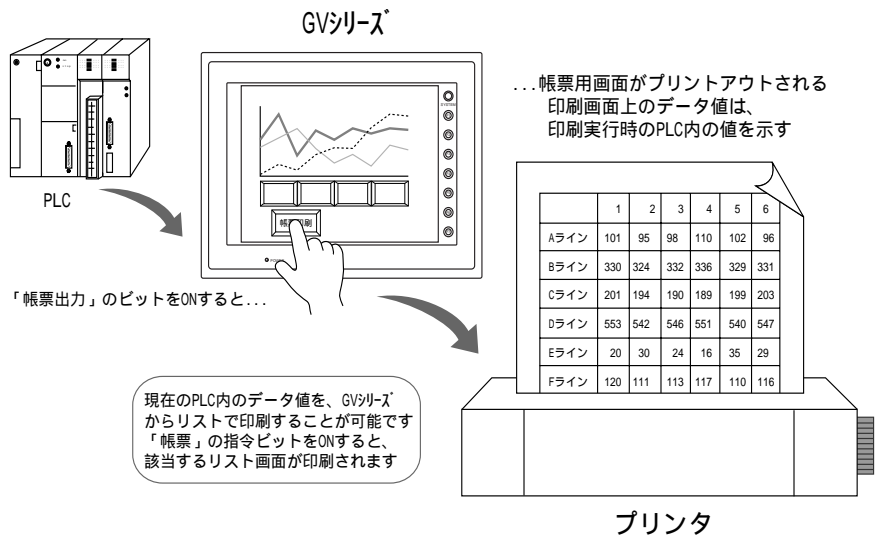 GVシリーズ
PLC
SYSTEM
帳票印刷
POWER
「帳票出力」のビットをONすると...
...帳票用画面がプリントアウトされる
印刷画面上のデータ値は、
印刷実行時のPLC内の値を示す
1 2 3 4 5 6
Aライン 101 95 98 110 102 96
Bライン 330 324 332 336 329 331
Cライン 201 194 190 189 199 203
Dライン 553 542 546 551 540 547
Eライン 20 30 24 16 35 29
Fライン 120 111 113 117 110 116
現在のPLC内のデータ値を、GVシリーズ
からリストで印刷することが可能です
「帳票」の指令ビットをONすると、
該当するリスト画面が印刷されます
プリンタ